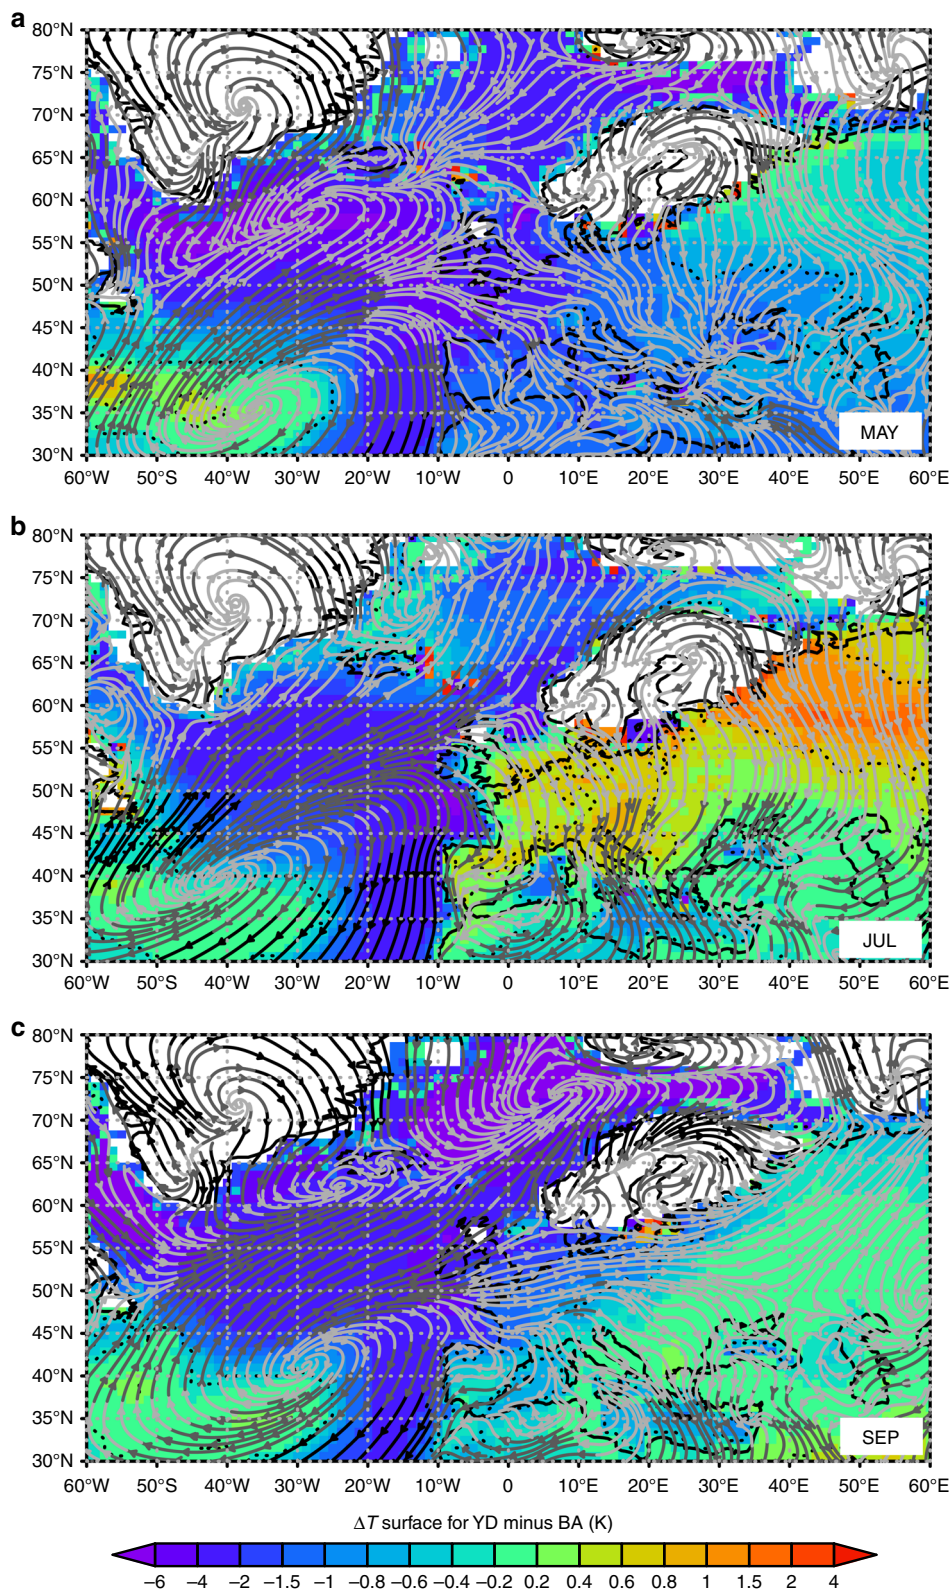 a
80°N
75°N
70°N
65°N
60°N
55°N
50°N
45°N
40°N
35°N
30°N
MAY
60°W 50°S 40°W 30°W 20°W 10°W 0 10°E 20°E 30°E 40°E 50°E 60°E
b
80°N
75°N
70°N
65°N
60°N
55°N
50°N
45°N
40°N
35°N
30°N
JUL
60°W 50°S 40°W 30°W 20°W 10°W 0 10°E 20°E 30°E 40°E 50°E 60°E
c
80°N
75°N
70°N
65°N
60°N
55°N
50°N
45°N
40°N
35°N
30°N
SEP
60°W 50°S 40°W 30°W 20°W 10°W 0 10°E 20°E 30°E 40°E 50°E 60°E
ΔT surface for YD minus BA (K)
−6 −4 −2 −1.5 −1 −0.8 −0.6 −0.4 −0.2 0.2 0.4 0.6 0.8 1 1.5 2 4